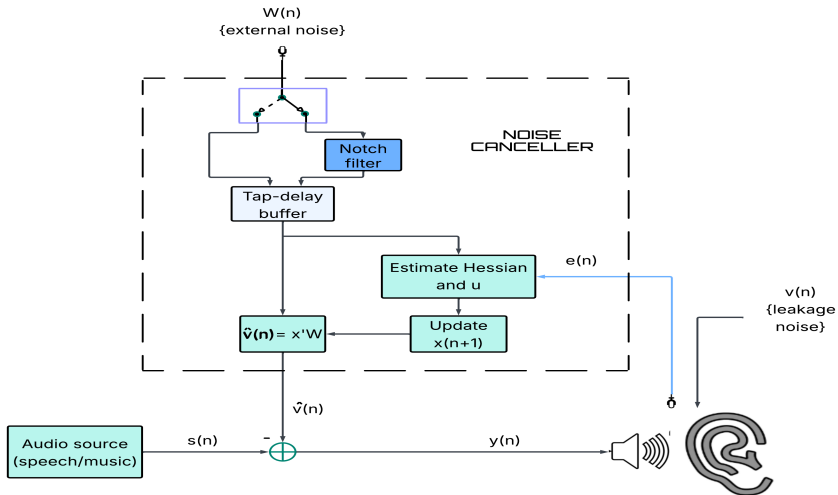 W(n)
{external noise}
NOISE
CANCELLER
Notch
filter
Tap-delay
buffer
Estimate Hessian
and u
e(n)
v(n)
{leakage
noise}
v̂(n)= x'W
Update
x(n+1)
v̂(n)
-
Audio source
(speech/music)
s(n)
y(n)